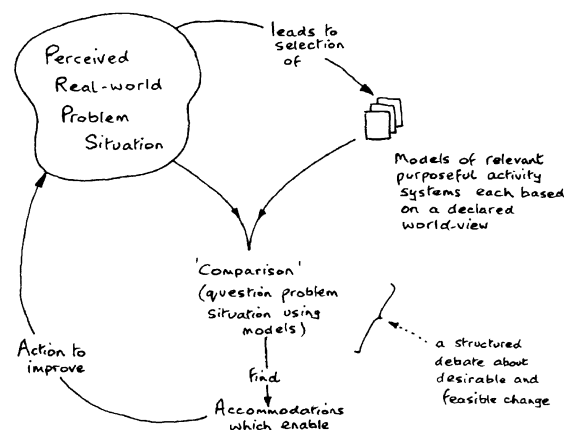 Perceived
Real-world
Problem
Situation
leads to
selection
of
Models of relevant
purposeful activity
systems each based
on a declared
world-view
'Comparison'
(question problem
situation using
models)
find
Accommodations
which enable
Action to
improve
a structured
debate about
desirable and
feasible change